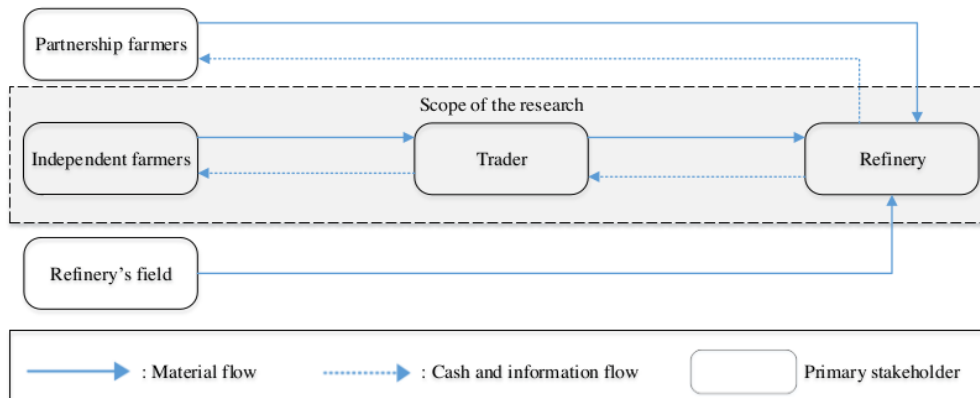 Partnership farmers
Scope of the research
Independent farmers
Trader
Refinery
Refinery's field
: Material flow
: Cash and information flow
Primary stakeholder